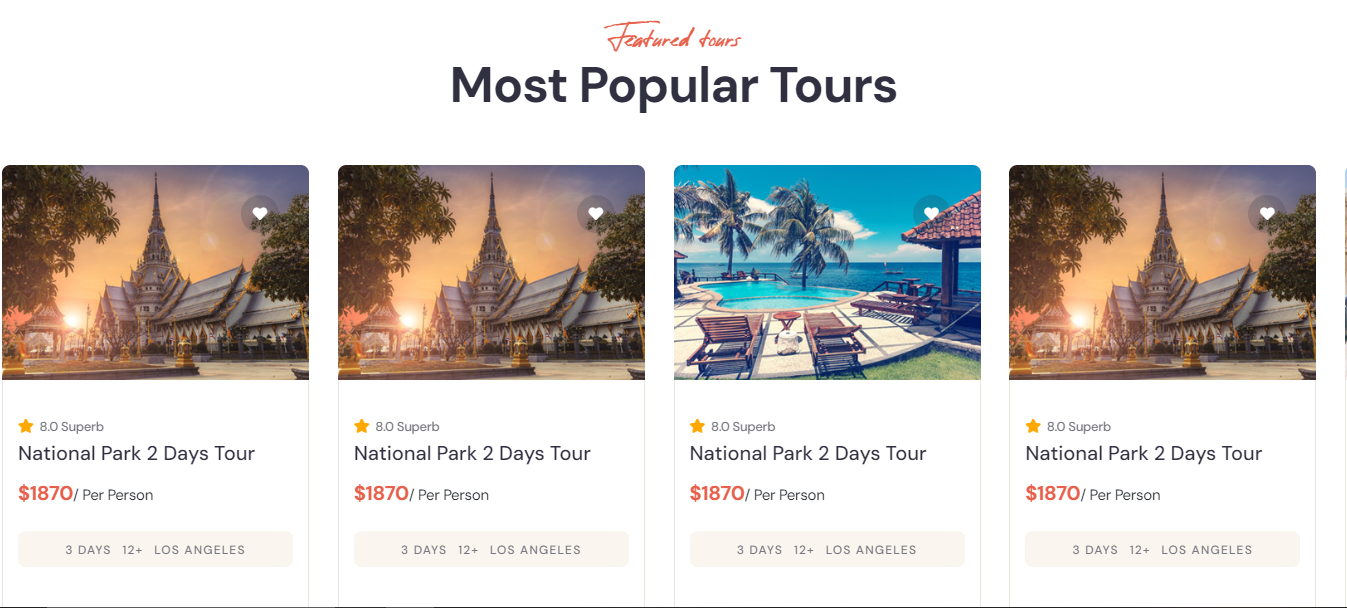 Featured tours
Most Popular Tours
8.0 Superb
National Park 2 Days Tour
$1870/ Per Person
3 DAYS 12+ LOS ANGELES
8.0 Superb
National Park 2 Days Tour
$1870/ Per Person
3 DAYS 12+ LOS ANGELES
8.0 Superb
National Park 2 Days Tour
$1870/ Per Person
3 DAYS 12+ LOS ANGELES
8.0 Superb
National Park 2 Days Tour
$1870/ Per Person
3 DAYS 12+ LOS ANGELES